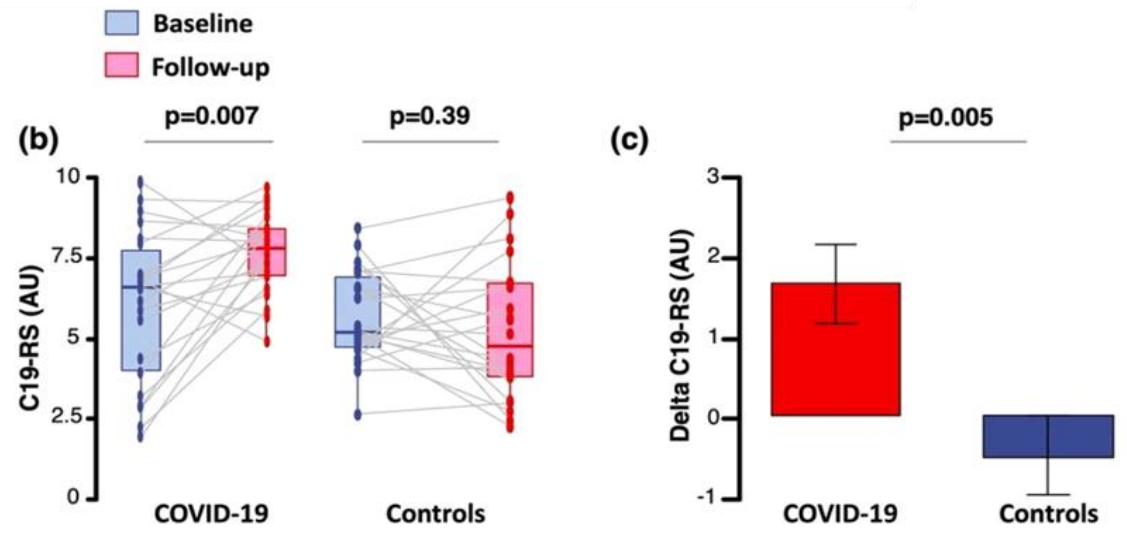 Baseline
Follow-up
(b)
p=0.007
p=0.39
C19-RS (AU)
10
7.5
5
2.5
0
COVID-19
Controls
(c)
p=0.005
Delta C19-RS (AU)
3
2
1
0
-1
COVID-19
Controls